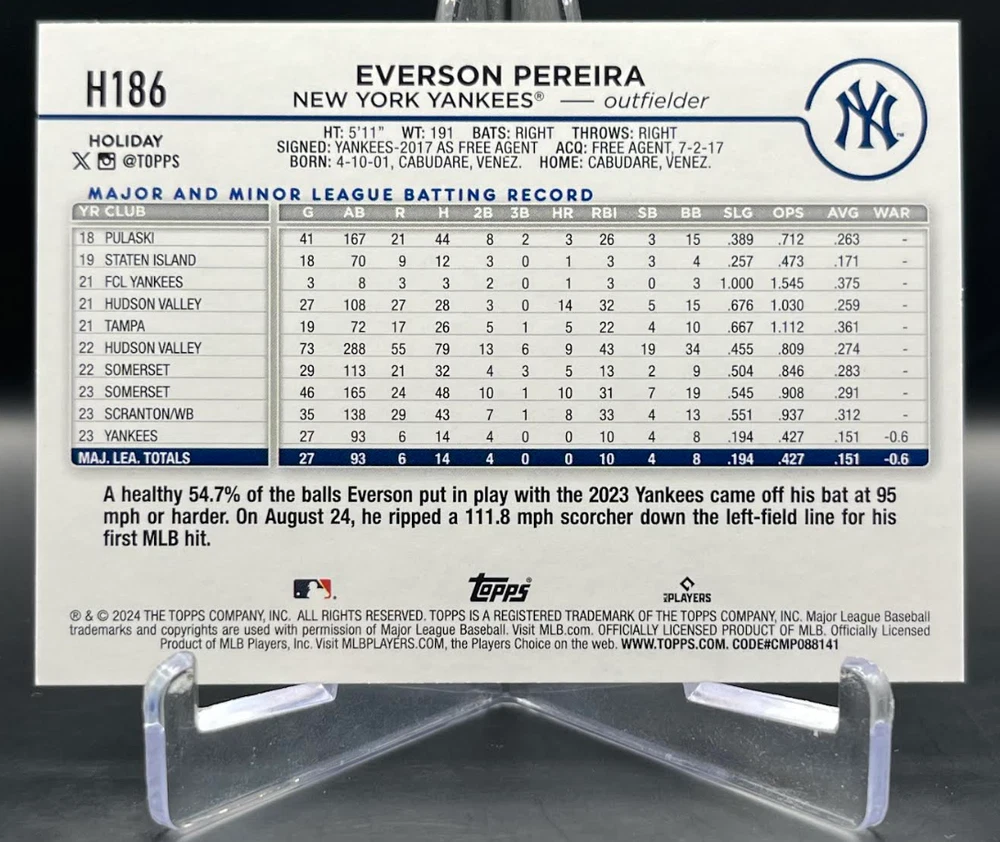 H186
EVERSON PEREIRA
NEW YORK YANKEES® — outfielder
NY™
HOLIDAY
X @TOPPS
HT: 5'11" WT: 191 BATS: RIGHT THROWS: RIGHT
SIGNED: YANKEES-2017 AS FREE AGENT ACQ: FREE AGENT, 7-2-17
BORN: 4-10-01, CABUDARE, VENEZ. HOME: CABUDARE, VENEZ.
MAJOR AND MINOR LEAGUE BATTING RECORD
YR CLUB G AB R H 2B 3B HR RBI SB BB SLG OPS AVG WAR
18 PULASKI 41 167 21 44 8 2 3 26 3 15 .389 .712 .263 -
19 STATEN ISLAND 18 70 9 12 3 0 1 3 3 4 .257 .473 .171 -
21 FCL YANKEES 3 8 3 3 2 0 1 3 0 3 1.000 1.545 .375 -
21 HUDSON VALLEY 27 108 27 28 3 0 14 32 5 15 .676 1.030 .259 -
21 TAMPA 19 72 17 26 5 1 5 22 4 10 .667 1.112 .361 -
22 HUDSON VALLEY 73 288 55 79 13 6 9 43 19 34 .455 .809 .274 -
22 SOMERSET 29 113 21 32 4 3 5 13 2 9 .504 .846 .283 -
23 SOMERSET 46 165 24 48 10 1 10 31 7 19 .545 .908 .291 -
23 SCRANTON/WB 35 138 29 43 7 1 8 33 4 13 .551 .937 .312 -
23 YANKEES 27 93 6 14 4 0 0 10 4 8 .194 .427 .151 -0.6
MAJ. LEA. TOTALS 27 93 6 14 4 0 0 10 4 8 .194 .427 .151 -0.6
A healthy 54.7% of the balls Everson put in play with the 2023 Yankees came off his bat at 95
mph or harder. On August 24, he ripped a 111.8 mph scorcher down the left-field line for his
first MLB hit.
Topps®
PLAYERS
® & © 2024 THE TOPPS COMPANY, INC. ALL RIGHTS RESERVED. TOPPS IS A REGISTERED TRADEMARK OF THE TOPPS COMPANY, INC. Major League Baseball
trademarks and copyrights are used with permission of Major League Baseball. Visit MLB.com. OFFICIALLY LICENSED PRODUCT OF MLB. Officially Licensed
Product of MLB Players, Inc. Visit MLBPLAYERS.COM, the Players Choice on the web. WWW.TOPPS.COM. CODE#CMP088141